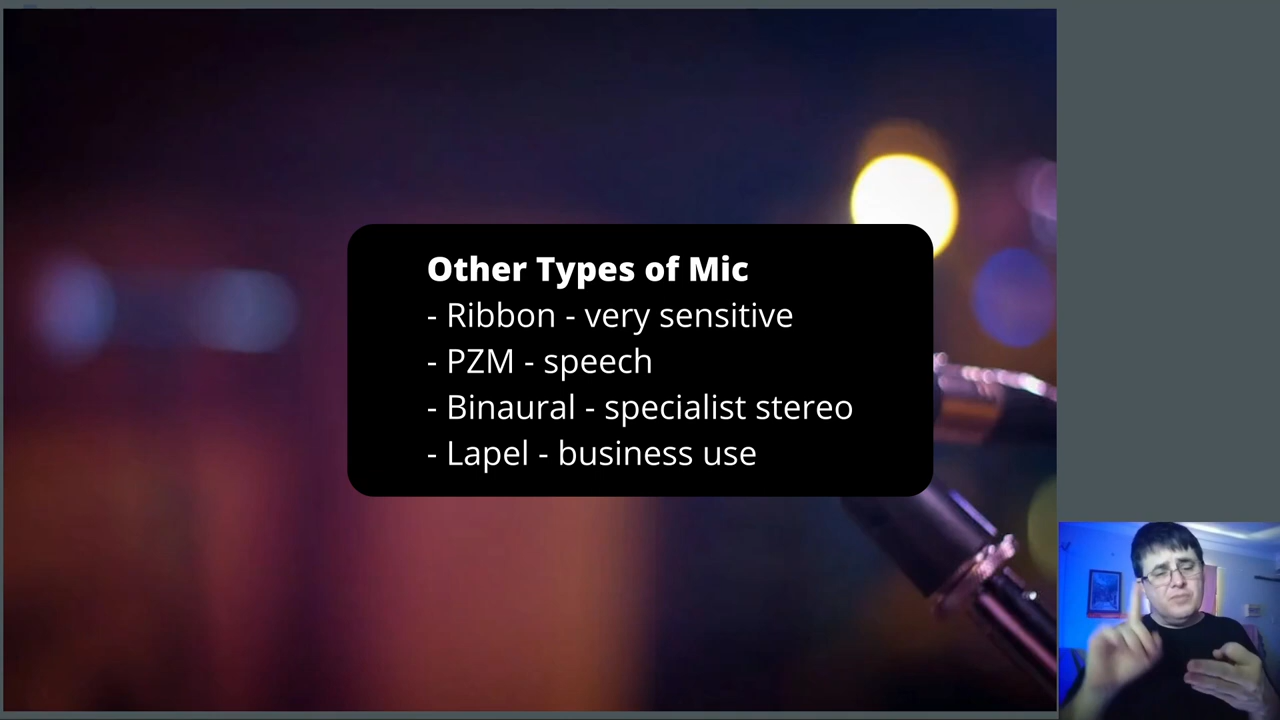 Other Types of Mic
- Ribbon - very sensitive
- PZM - speech
- Binaural - specialist stereo
- Lapel - business use